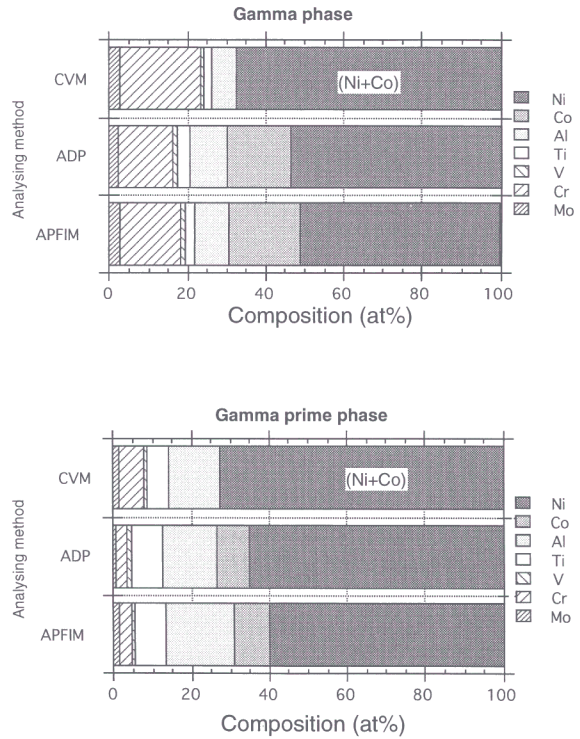 Gamma phase
Analysing method
CVM
(Ni+Co)
ADP
APFIM
Ni
Co
Al
Ti
V
Cr
Mo
0 20 40 60 80 100
Composition (at%)
Gamma prime phase
Analysing method
CVM
(Ni+Co)
ADP
APFIM
Ni
Co
Al
Ti
V
Cr
Mo
0 20 40 60 80 100
Composition (at%)